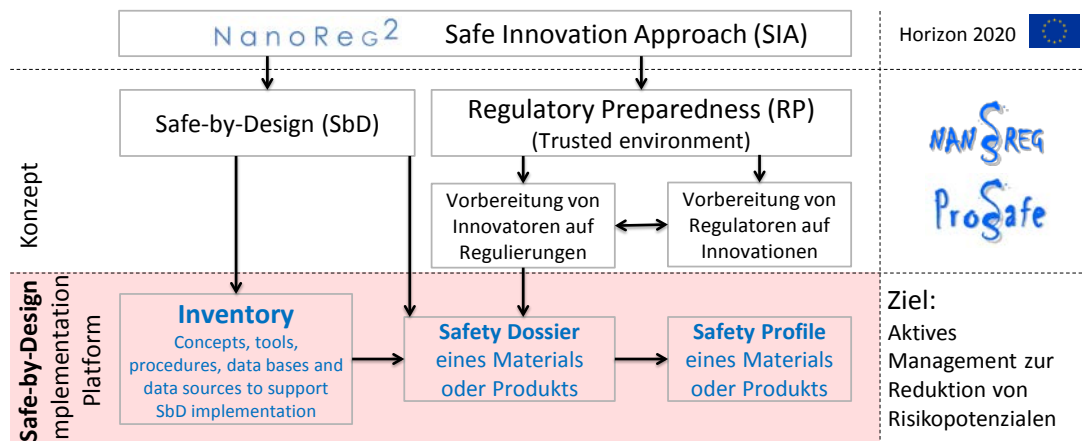 NanoReg2 Safe Innovation Approach (SIA)
Horizon 2020
Safe-by-Design (SbD)
Regulatory Preparedness (RP)
(Trusted environment)
NANOREG
ProSafe
Konzept
Vorbereitung von
Innovatoren auf
Regulierungen
Vorbereitung von
Regulatoren auf
Innovationen
Safe-by-Design
Implementation
Platform
Inventory
Concepts, tools,
procedures, data bases and
data sources to support
SbD implementation
Safety Dossier
eines Materials
oder Produkts
Safety Profile
eines Materials
oder Produkts
Ziel:
Aktives
Management zur
Reduktion von
Risikopotenzialen